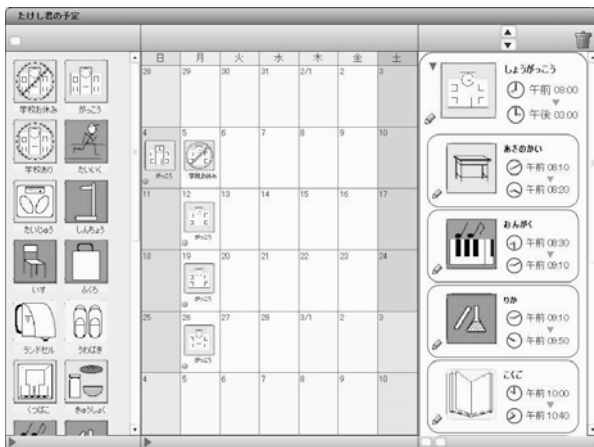 たけし君の予定
学校お休み
がっこう
学校あり
たいいく
たいじゅう
しんちょう
いす
ふくろ
ランドセル
うわばき
くつばこ
きゅうしょく
日 月 火 水 木 金 土
28 29 30 31 2/1 2 3
4 5 6 7 8 9 10
がっこう 学校お休み
11 12 13 14 15 16 17
がっこう
18 19 20 21 22 23 24
がっこう
25 26 27 28 3/1 2 3
がっこう
4 5 6 7 8 9 10
しょうがっこう
午前 08:00
午後 03:00
あさのかい
午前 08:10
午前 08:20
おんがく
午前 08:30
午前 09:10
りか
午前 09:10
午前 09:50
こくご
午前 10:00
午前 10:40